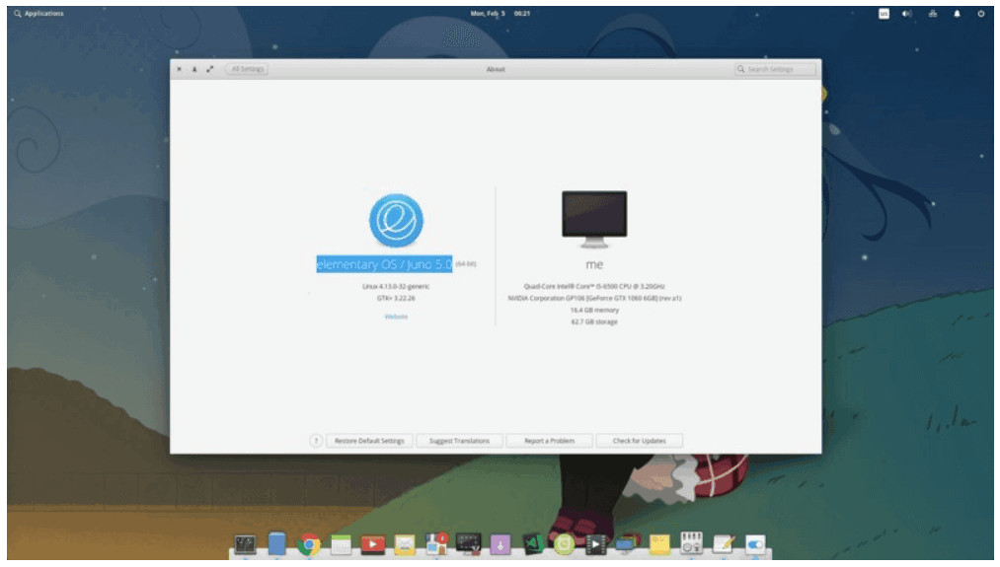 Applications
Mon, Feb 5 06:21
All Settings
About
Search Settings
elementary OS / Juno 5.0 (64-bit)
Linux 4.13.0-32-generic
GTK+ 3.22.26
Website
me
Quad-Core Intel® Core™ i5-6500 CPU @ 3.20GHz
NVIDIA Corporation GP106 [GeForce GTX 1060 6GB] (rev a1)
16.4 GB memory
62.7 GB storage
?
Restore Default Settings
Suggest Translations
Report a Problem
Check for Updates